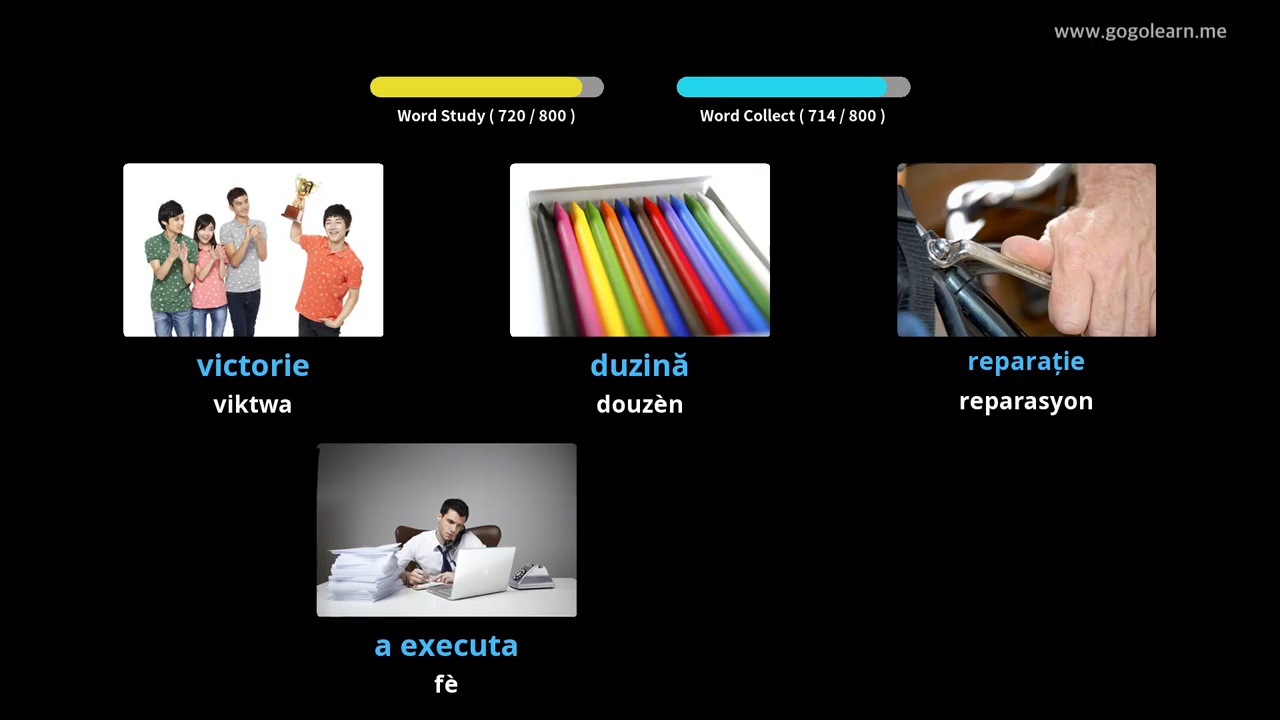 www.gogolearn.me
Word Study ( 720 / 800 )
Word Collect ( 714 / 800 )
victorie
viktwa
duzină
douzèn
reparație
reparasyon
a executa
fè